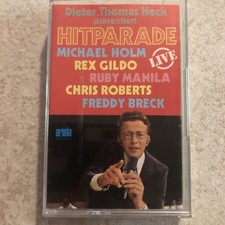 Dieter Thomas Heck
präsentiert
HITPARADE
MICHAEL HOLM
LIVE
REX GILDO
RUBY MANILA
CHRIS ROBERTS
FREDDY BRECK
ariola